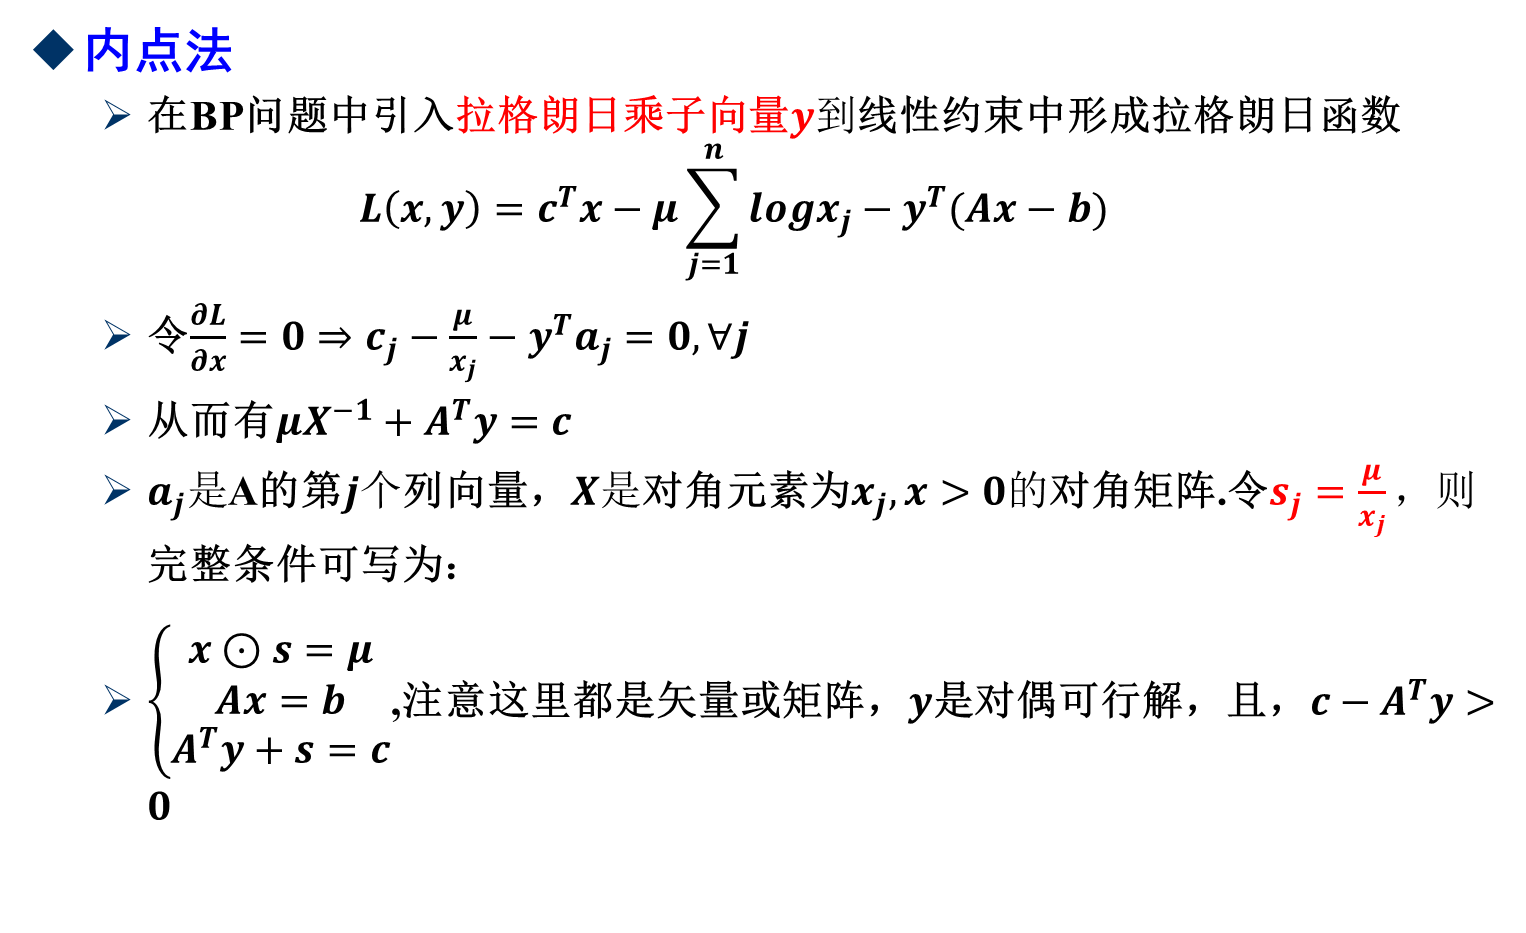 内点法
在BP问题中引入拉格朗日乘子向量y到线性约束中形成拉格朗日函数
L(x, y) = c^T x − μ ∑_{j=1}^{n} logx_j − y^T(Ax − b)
令∂L/∂x = 0 ⇒ c_j − μ/x_j − y^T a_j = 0, ∀j
从而有μX^{−1} + A^T y = c
a_j是A的第j个列向量，X是对角元素为x_j, x > 0的对角矩阵.令s_j = μ/x_j，则
完整条件可写为：
x ⊙ s = μ
Ax = b ,注意这里都是矢量或矩阵，y是对偶可行解，且，c − A^T y >
A^T y + s = c
0